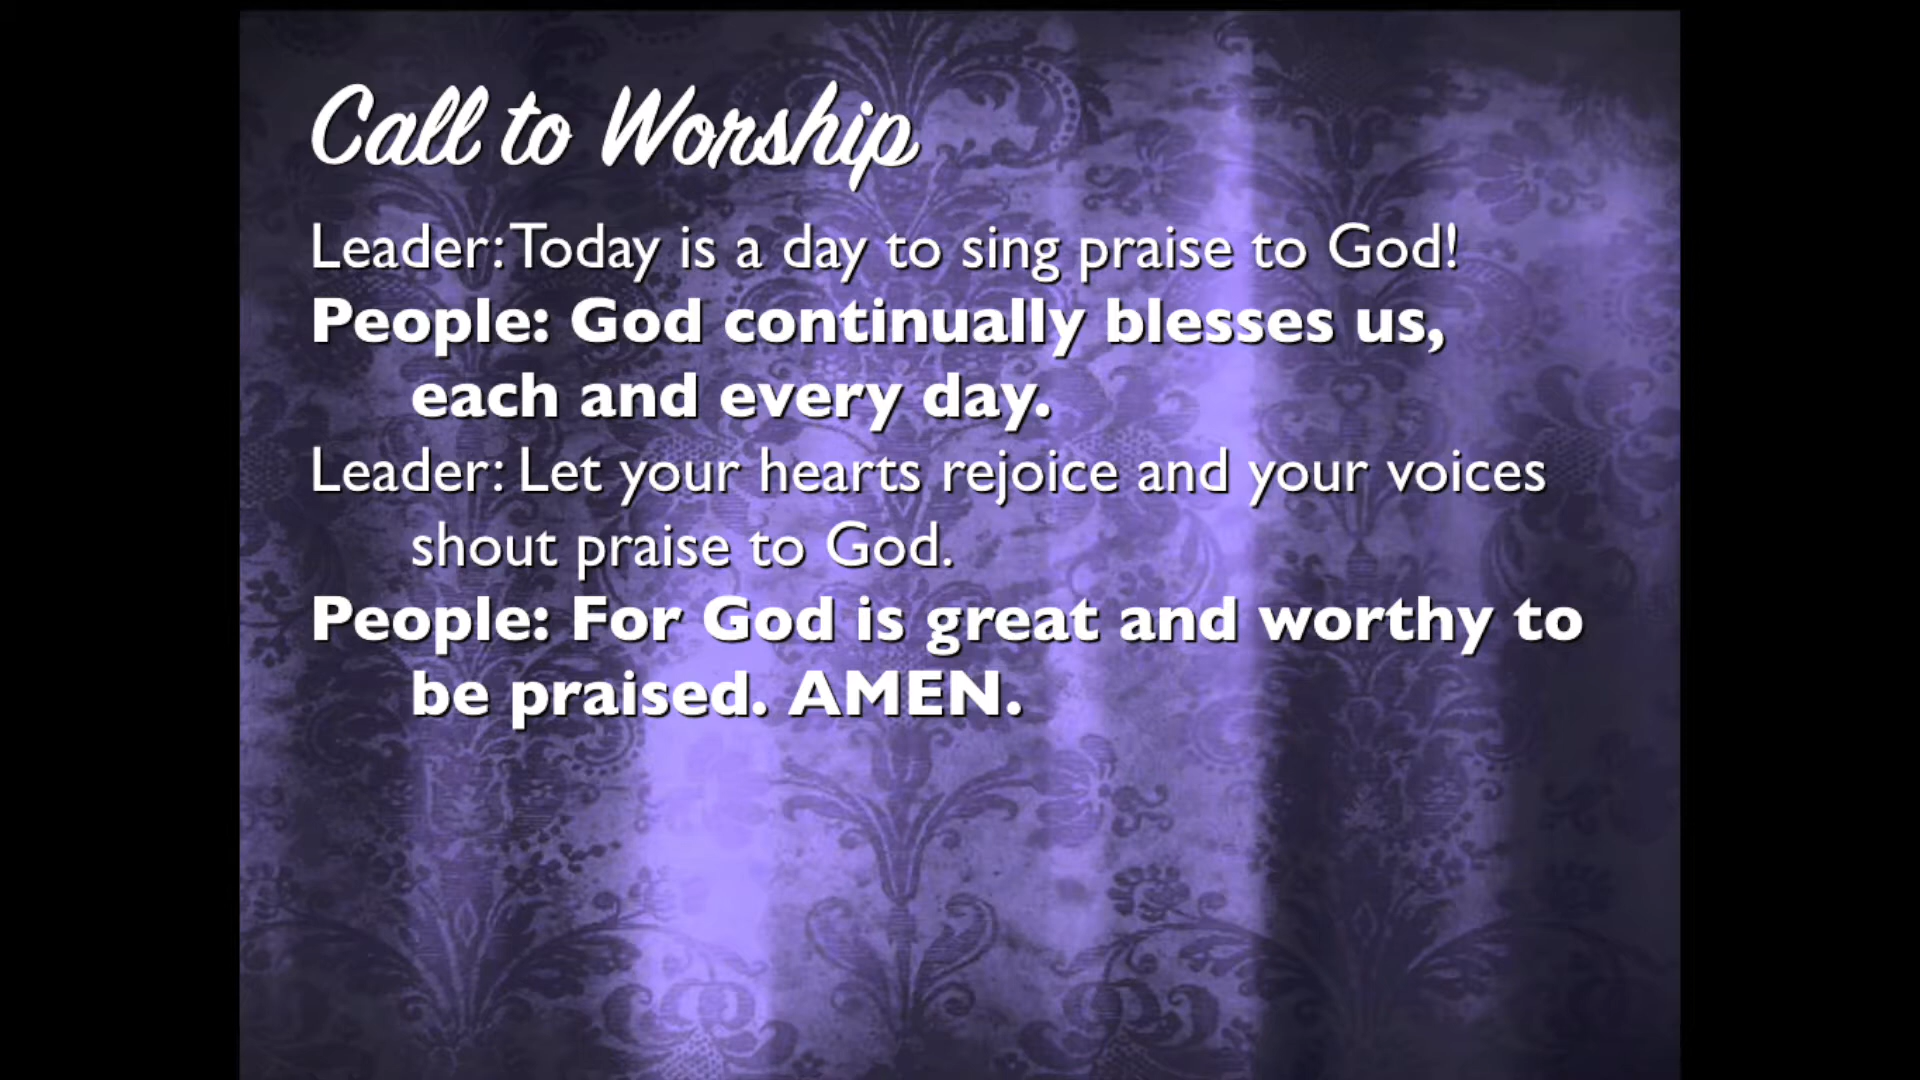 Call to Worship
Leader: Today is a day to sing praise to God!
People: God continually blesses us,
each and every day.
Leader: Let your hearts rejoice and your voices
shout praise to God.
People: For God is great and worthy to
be praised. AMEN.